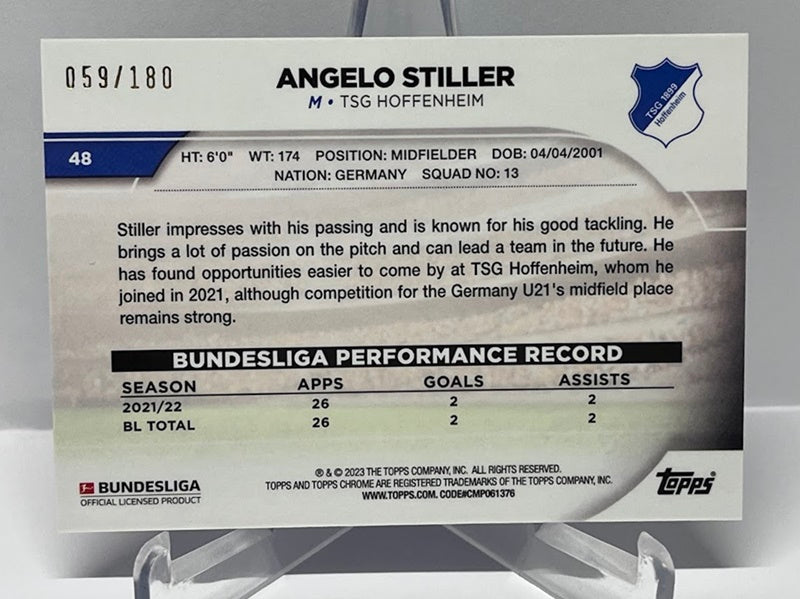 059/180
ANGELO STILLER
M • TSG HOFFENHEIM
TSG 1899
Hoffenheim
48
HT: 6'0" WT: 174 POSITION: MIDFIELDER DOB: 04/04/2001
NATION: GERMANY SQUAD NO: 13
Stiller impresses with his passing and is known for his good tackling. He
brings a lot of passion on the pitch and can lead a team in the future. He
has found opportunities easier to come by at TSG Hoffenheim, whom he
joined in 2021, although competition for the Germany U21's midfield place
remains strong.
BUNDESLIGA PERFORMANCE RECORD
SEASON APPS GOALS ASSISTS
2021/22 26 2 2
BL TOTAL 26 2 2
BUNDESLIGA
OFFICIAL LICENSED PRODUCT
® & © 2023 THE TOPPS COMPANY, INC. ALL RIGHTS RESERVED.
TOPPS AND TOPPS CHROME ARE REGISTERED TRADEMARKS OF THE TOPPS COMPANY, INC.
WWW.TOPPS.COM. CODE#CMP061376
Topps®